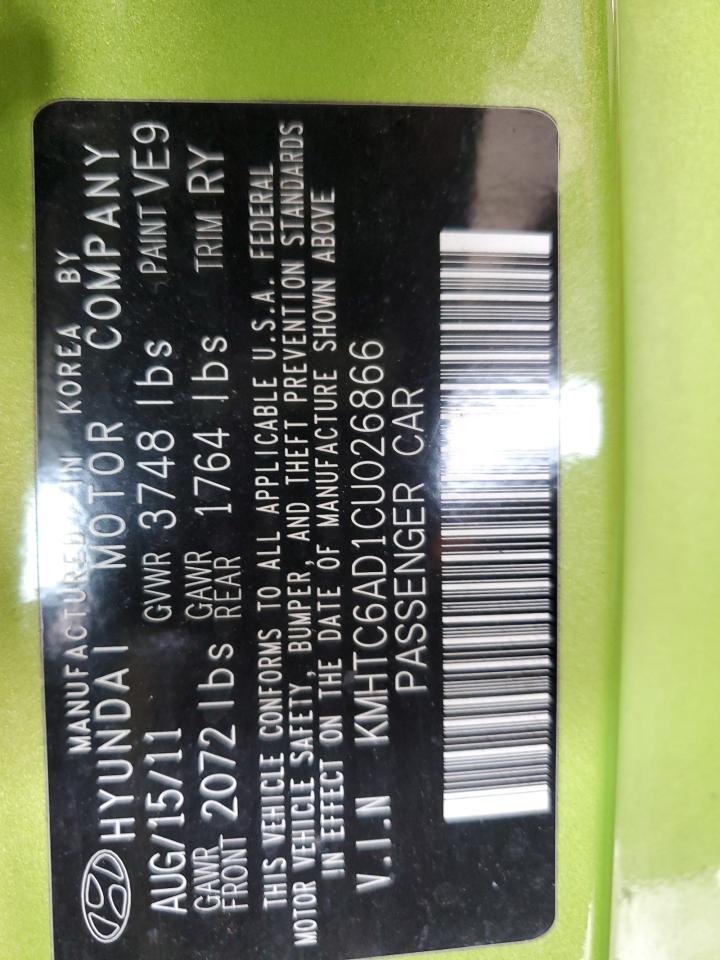 MANUFACTURED IN KOREA BY
HYUNDAI MOTOR COMPANY
AUG/15/11 GVWR 3748 lbs PAINT VE9
GAWR FRONT 2072 lbs GAWR REAR 1764 lbs TRIM RY
THIS VEHICLE CONFORMS TO ALL APPLICABLE U.S.A. FEDERAL
MOTOR VEHICLE SAFETY, BUMPER, AND THEFT PREVENTION STANDARDS
IN EFFECT ON THE DATE OF MANUFACTURE SHOWN ABOVE
V.I.N KMHTC6AD1CU026866
PASSENGER CAR